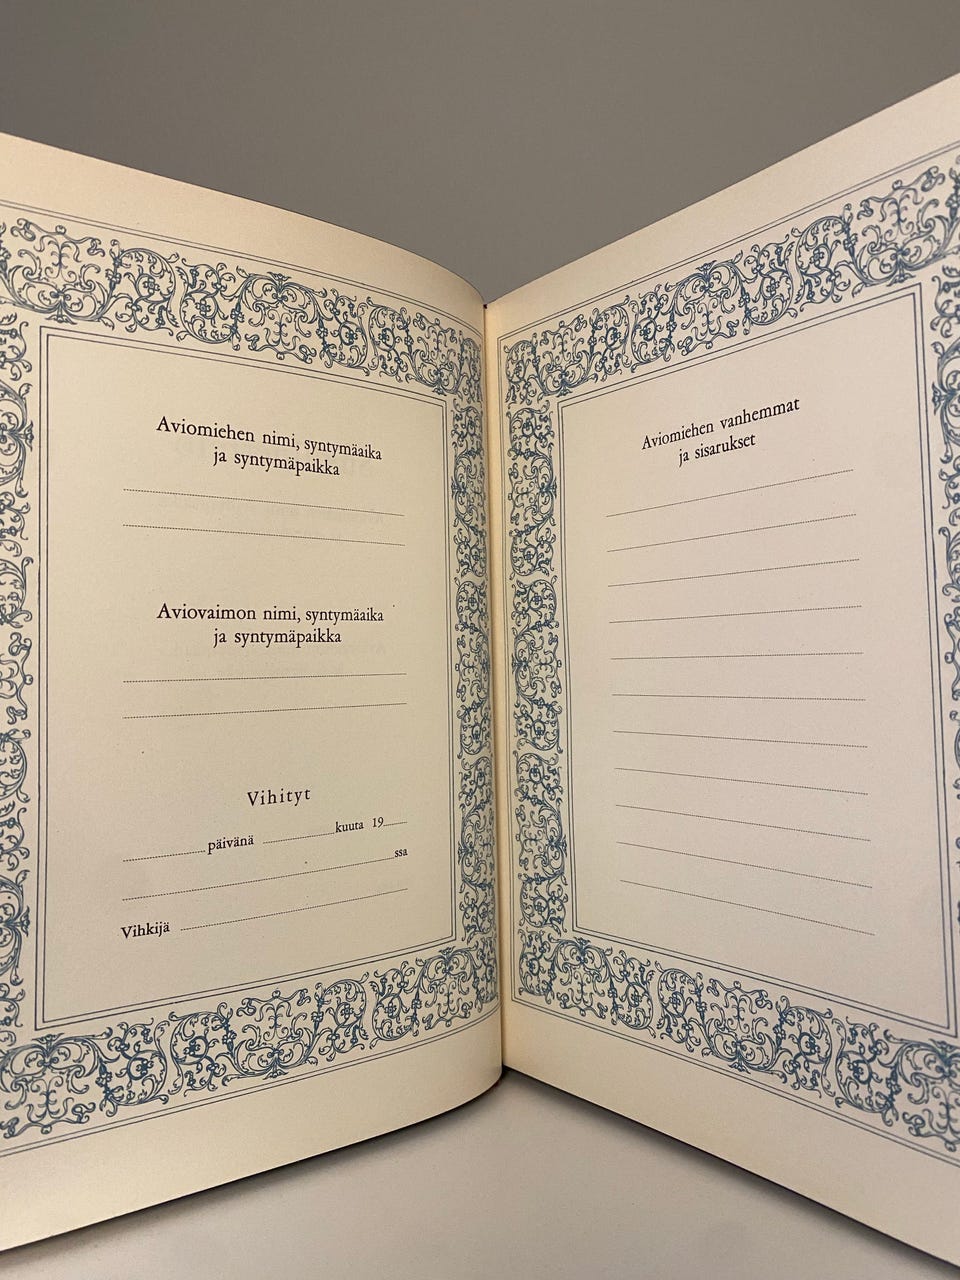 Aviomiehen nimi, syntymäaika
ja syntymäpaikka
Aviovaimon nimi, syntymäaika
ja syntymäpaikka
Vihityt
päivänä kuuta 19
ssa
Vihkijä
Aviomiehen vanhemmat
ja sisarukset